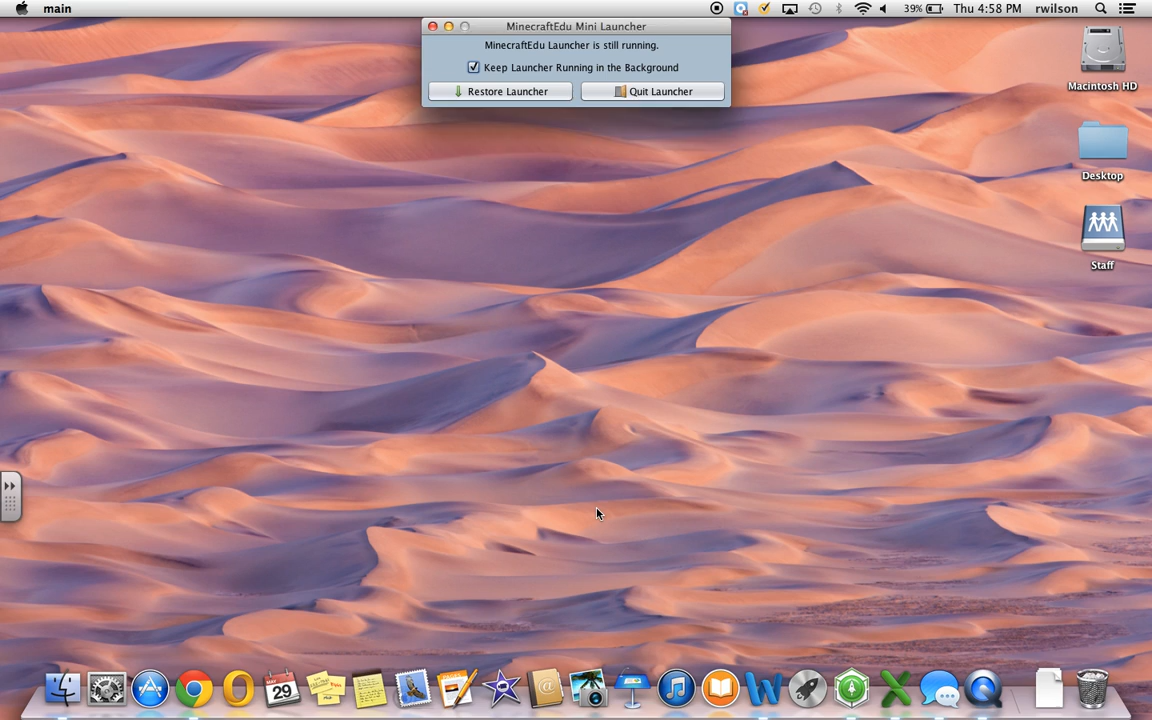 main
39%
Thu 4:58 PM
rwilson
MinecraftEdu Mini Launcher
MinecraftEdu Launcher is still running.
Keep Launcher Running in the Background
Restore Launcher
Quit Launcher
Macintosh HD
Desktop
Staff
29